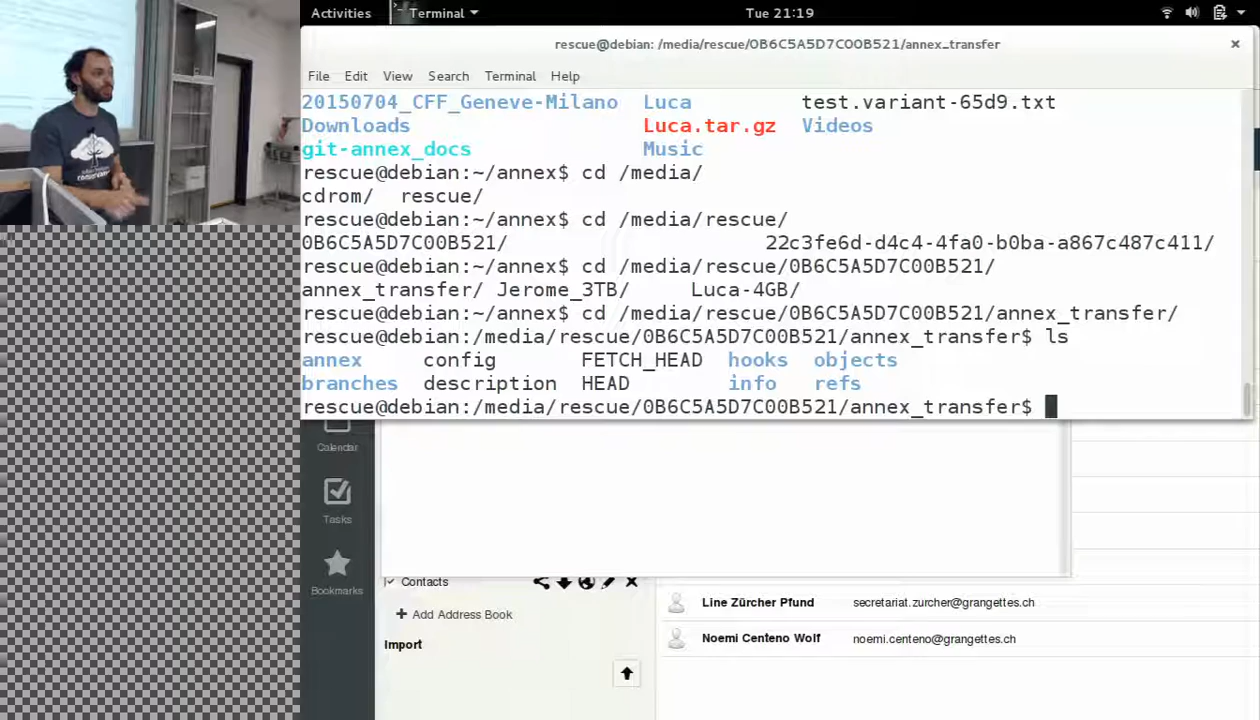 Activities Terminal Tue 21:19
rescue@debian: /media/rescue/0B6C5A5D7C00B521/annex_transfer
File Edit View Search Terminal Help
20150704_CFF_Geneve-Milano Luca test.variant-65d9.txt
Downloads Luca.tar.gz Videos
git-annex_docs Music
rescue@debian:~/annex$ cd /media/
cdrom/ rescue/
rescue@debian:~/annex$ cd /media/rescue/
0B6C5A5D7C00B521/ 22c3fe6d-d4c4-4fa0-b0ba-a867c487c411/
rescue@debian:~/annex$ cd /media/rescue/0B6C5A5D7C00B521/
annex_transfer/ Jerome_3TB/ Luca-4GB/
rescue@debian:~/annex$ cd /media/rescue/0B6C5A5D7C00B521/annex_transfer/
rescue@debian:/media/rescue/0B6C5A5D7C00B521/annex_transfer$ ls
annex config FETCH_HEAD hooks objects
branches description HEAD info refs
rescue@debian:/media/rescue/0B6C5A5D7C00B521/annex_transfer$
Calendar
Tasks
Bookmarks
Contacts
+ Add Address Book
Import
Line Zürcher Pfund secretariat.zurcher@grangettes.ch
Noemi Centeno Wolf noemi.centeno@grangettes.ch